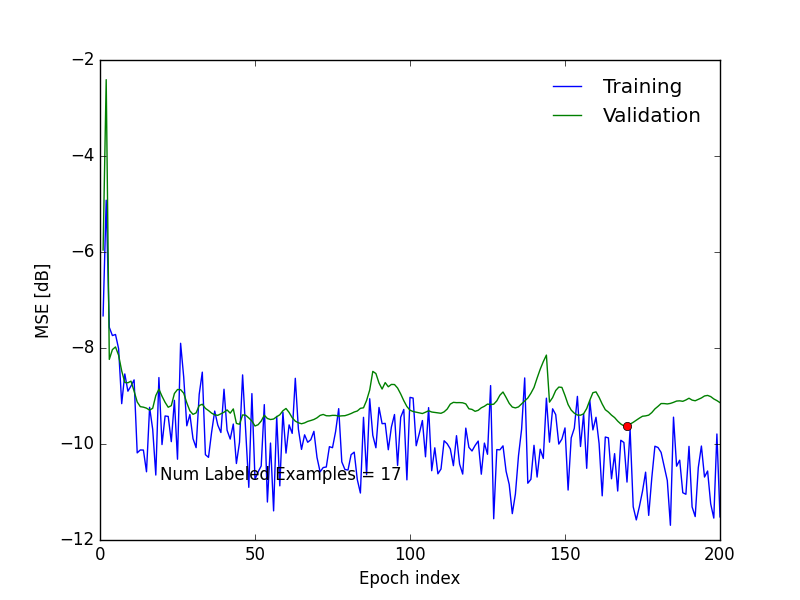 −2
−4
−6
−8
−10
−12
MSE [dB]
Training
Validation
Num Labeled Examples = 17
0
50
100
150
200
Epoch index